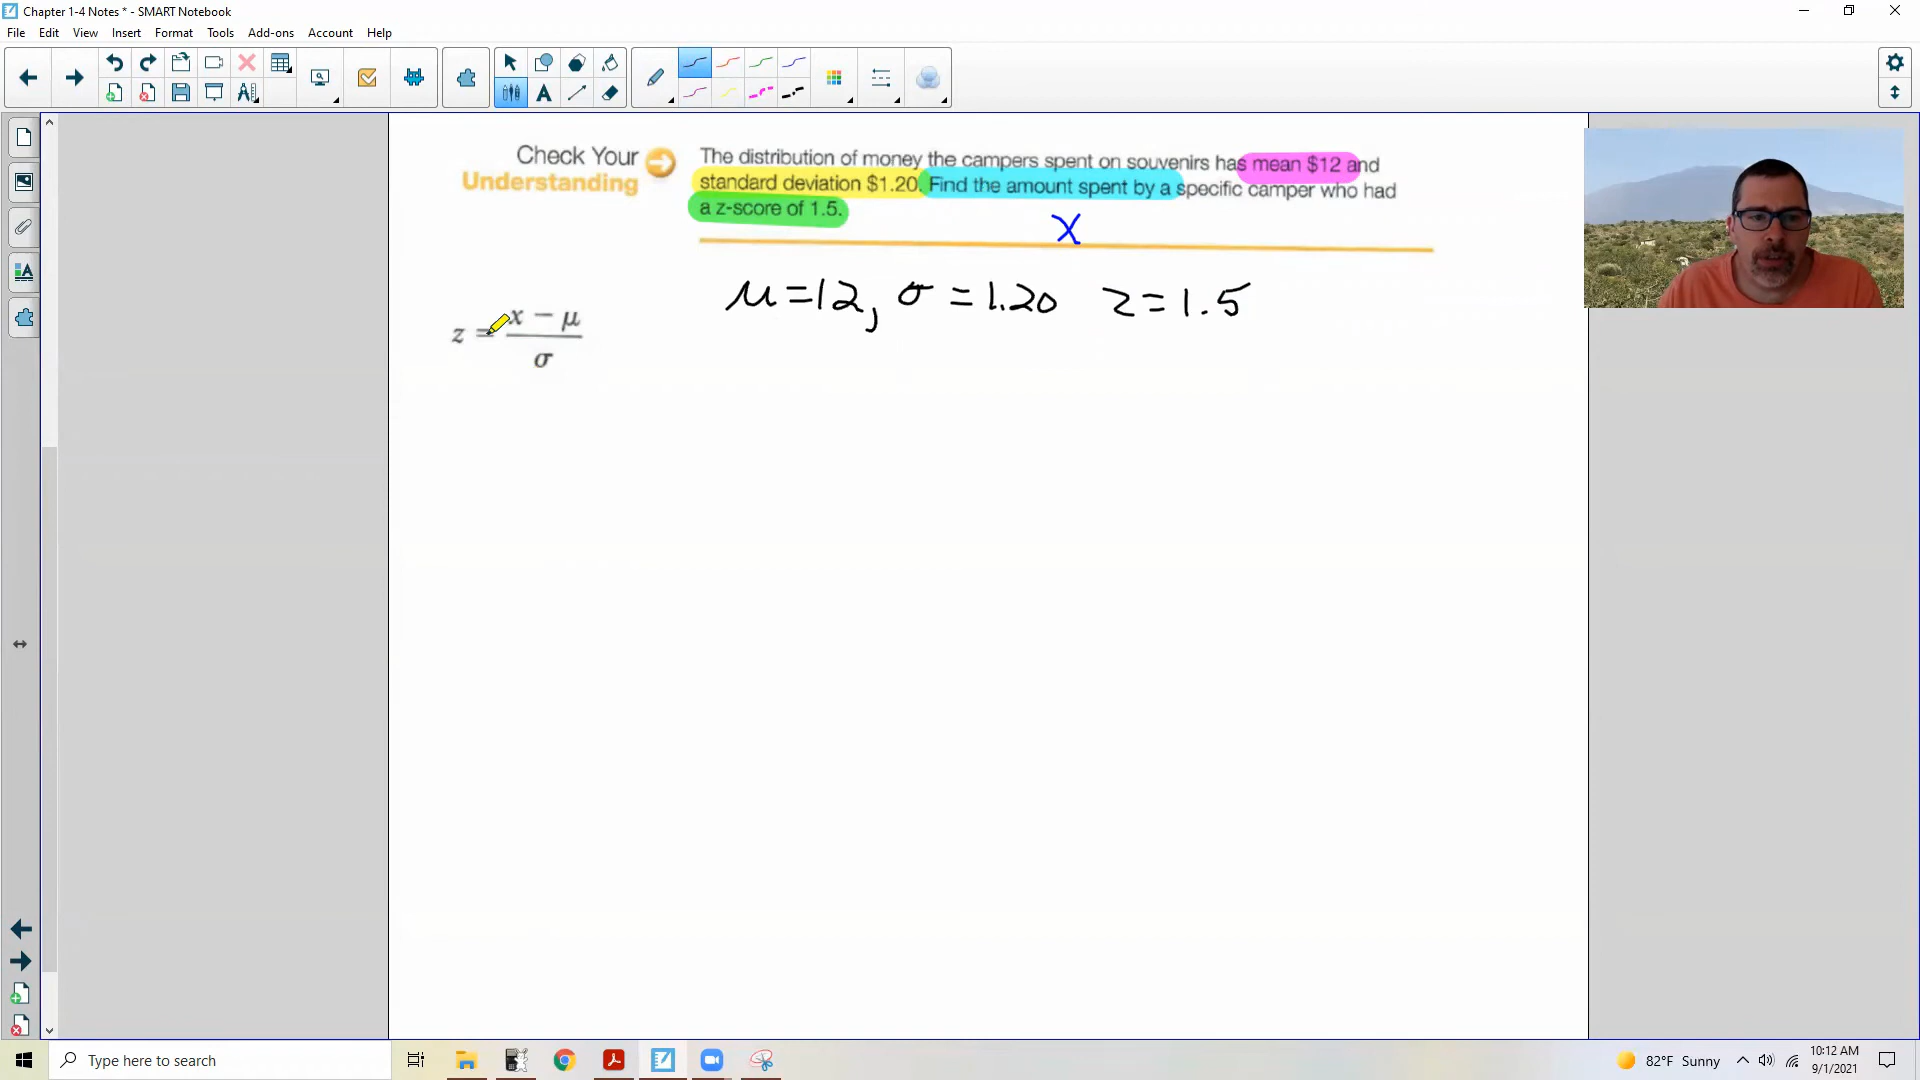 Chapter 1-4 Notes * - SMART Notebook
File Edit View Insert Format Tools Add-ons Account Help
Check Your
Understanding
The distribution of money the campers spent on souvenirs has mean $12 and
standard deviation $1.20. Find the amount spent by a specific camper who had
a z-score of 1.5.
x
μ=12, σ=1.20 z=1.5
z = x − μ
σ
Type here to search
82°F Sunny
10:12 AM
9/1/2021